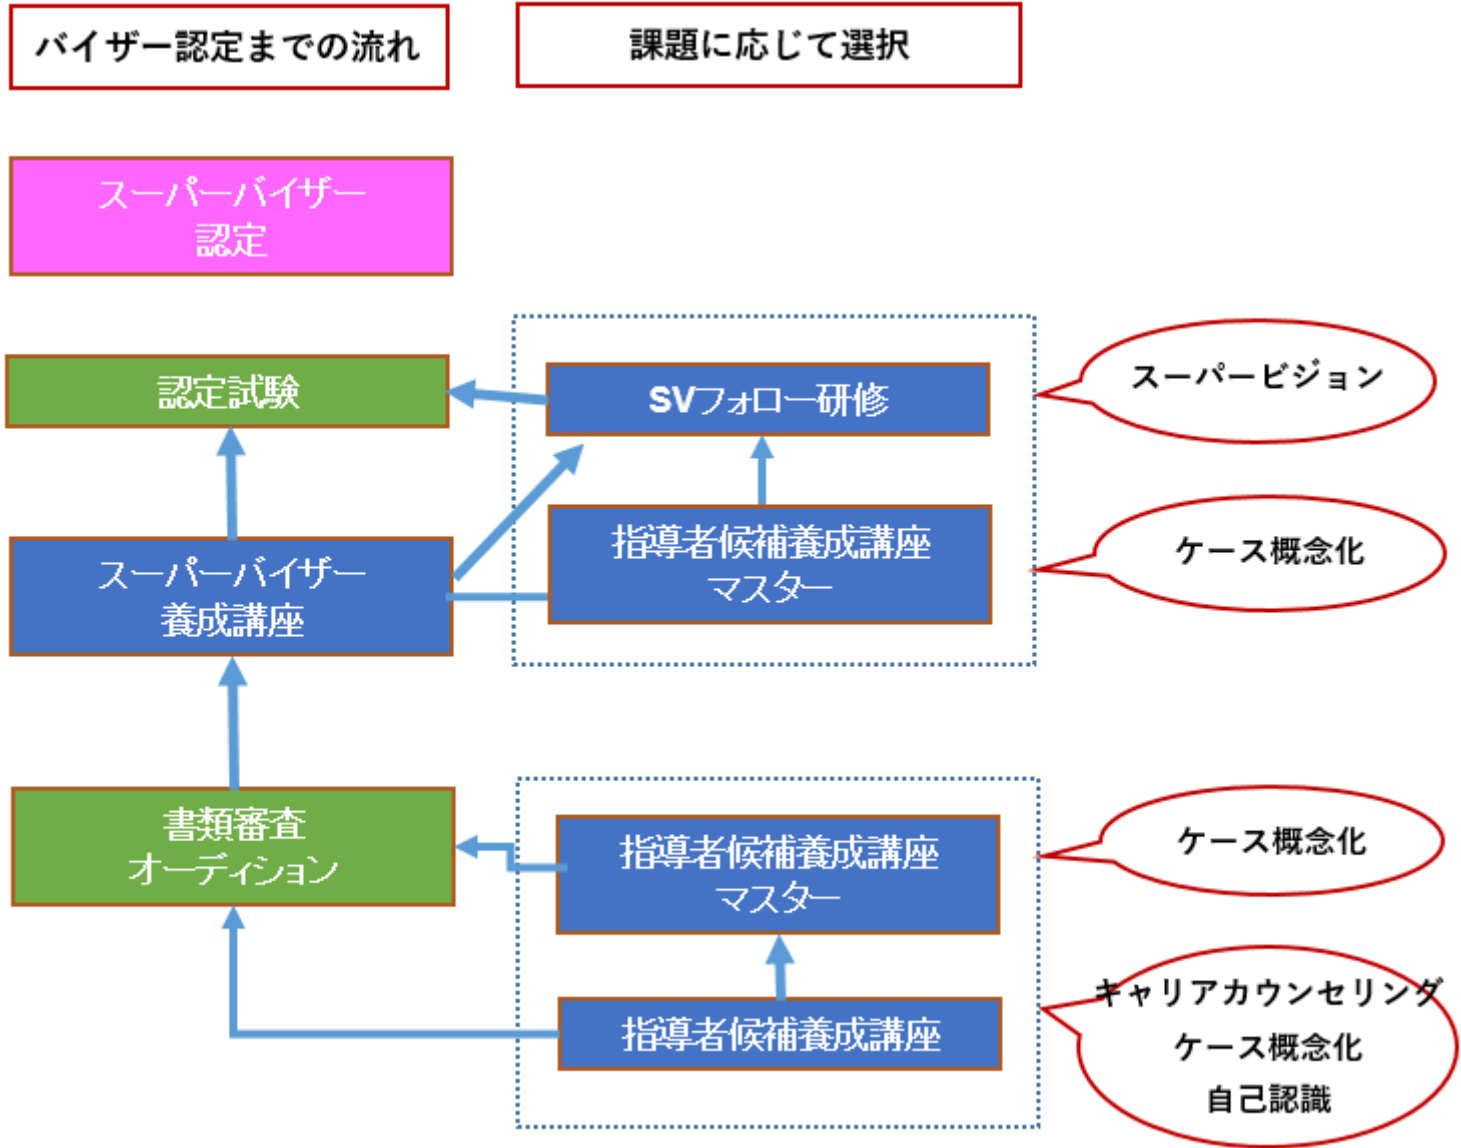 バイザー認定までの流れ
課題に応じて選択
スーパーバイザー
認定
認定試験
SVフォロー研修
スーパービジョン
指導者候補養成講座
マスター
ケース概念化
スーパーバイザー
養成講座
書類審査
オーディション
指導者候補養成講座
マスター
ケース概念化
指導者候補養成講座
キャリアカウンセリング
ケース概念化
自己認識